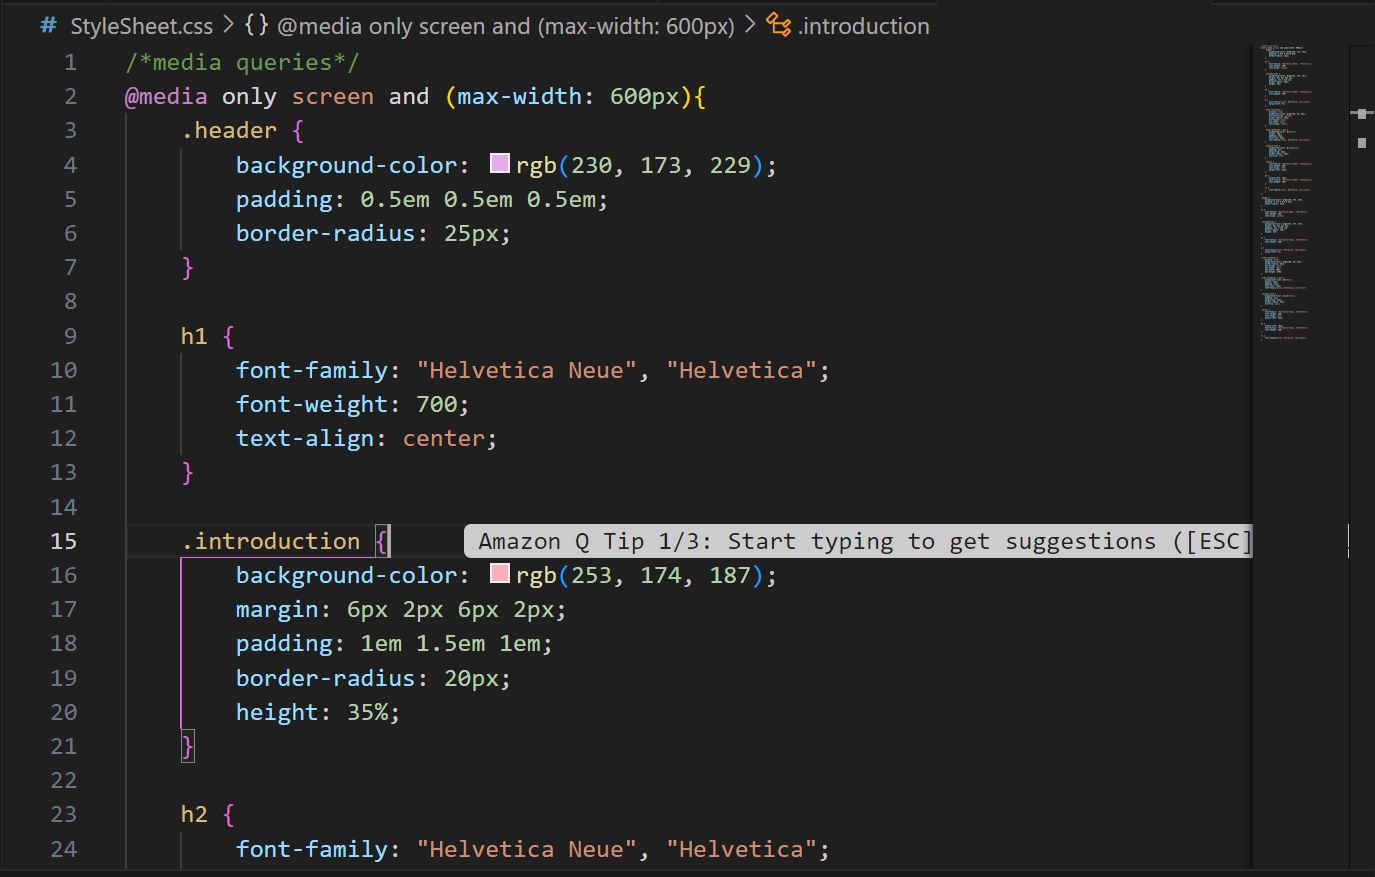 # StyleSheet.css > {} @media only screen and (max-width: 600px) > .introduction
1 /*media queries*/
2 @media only screen and (max-width: 600px){
3 .header {
4 background-color: rgb(230, 173, 229);
5 padding: 0.5em 0.5em 0.5em;
6 border-radius: 25px;
7 }
8
9 h1 {
10 font-family: "Helvetica Neue", "Helvetica";
11 font-weight: 700;
12 text-align: center;
13 }
14
15 .introduction { Amazon Q Tip 1/3: Start typing to get suggestions ([ESC]
16 background-color: rgb(253, 174, 187);
17 margin: 6px 2px 6px 2px;
18 padding: 1em 1.5em 1em;
19 border-radius: 20px;
20 height: 35%;
21 }
22
23 h2 {
24 font-family: "Helvetica Neue", "Helvetica";